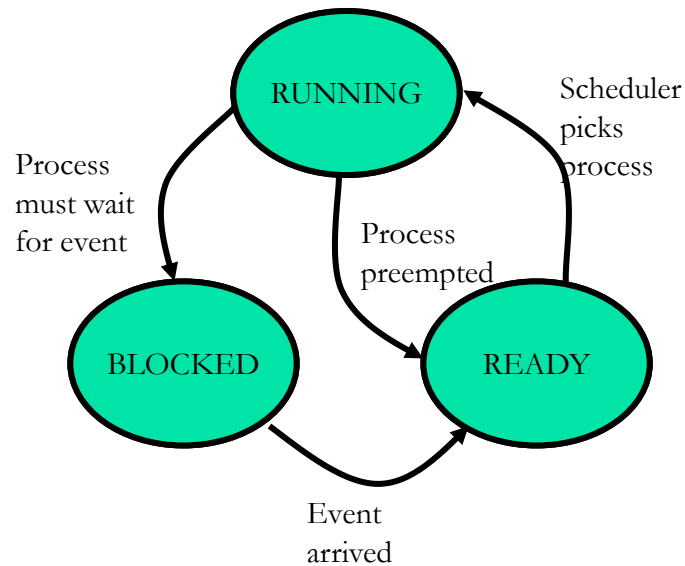 RUNNING
Scheduler
picks
process
Process
must wait
for event
Process
preempted
BLOCKED
READY
Event
arrived